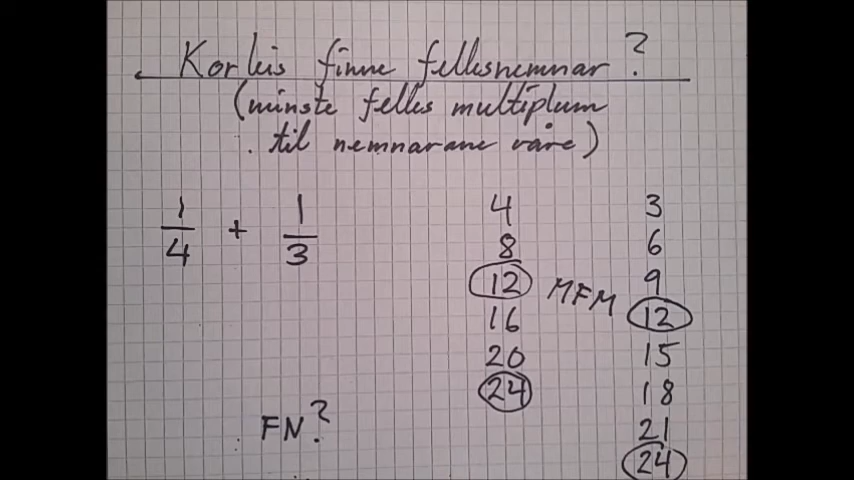 Korleis finne fellesnemnar?
(minste felles multiplum
til nemnarane våre)
1/4 + 1/3
4
8
12
16
20
24
MFM
3
6
9
12
15
18
21
24
FN?